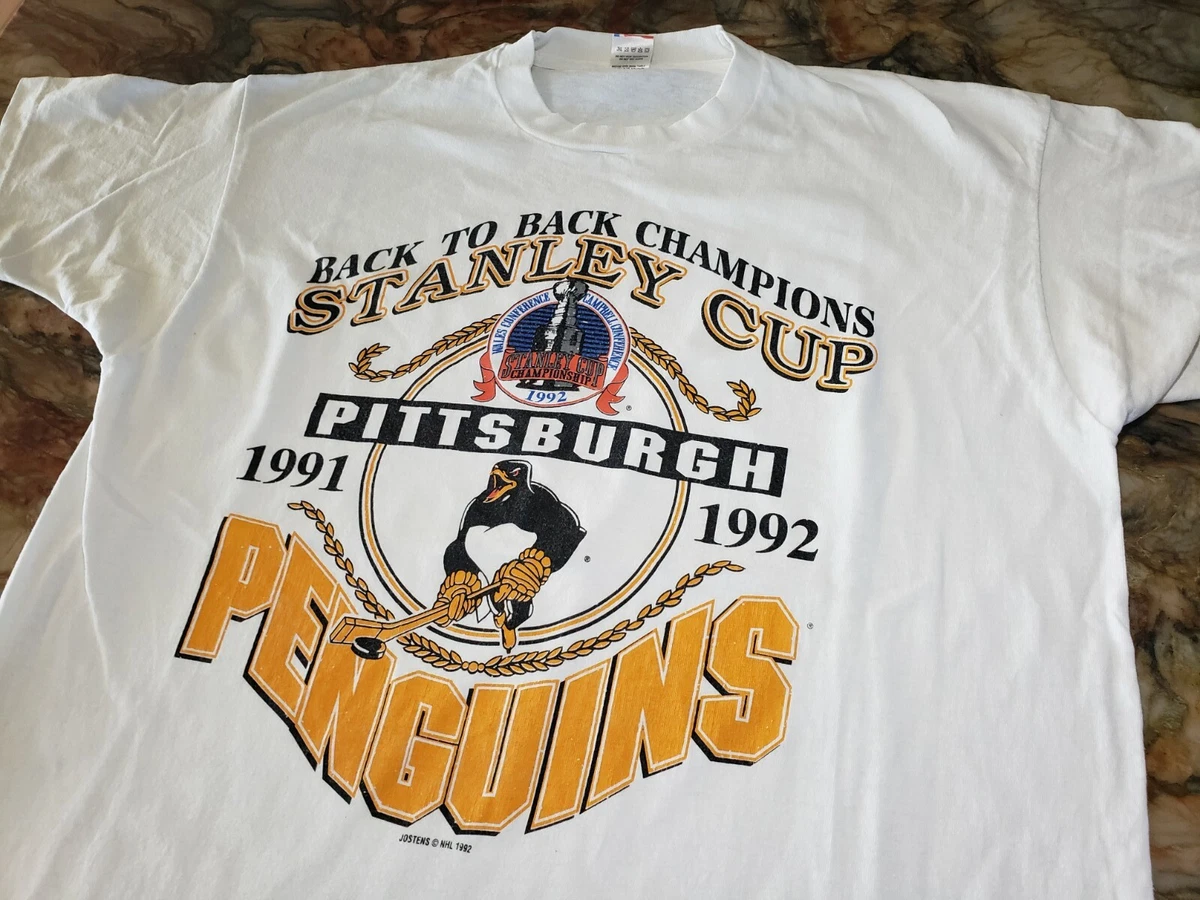 BACK TO BACK CHAMPIONS
STANLEY CUP
WALES CONFERENCE CAMPBELL CONFERENCE
STANLEY CUP
CHAMPIONSHIP
1992
®
PITTSBURGH
1991
1992
®
PENGUINS
®
JOSTENS © NHL 1992